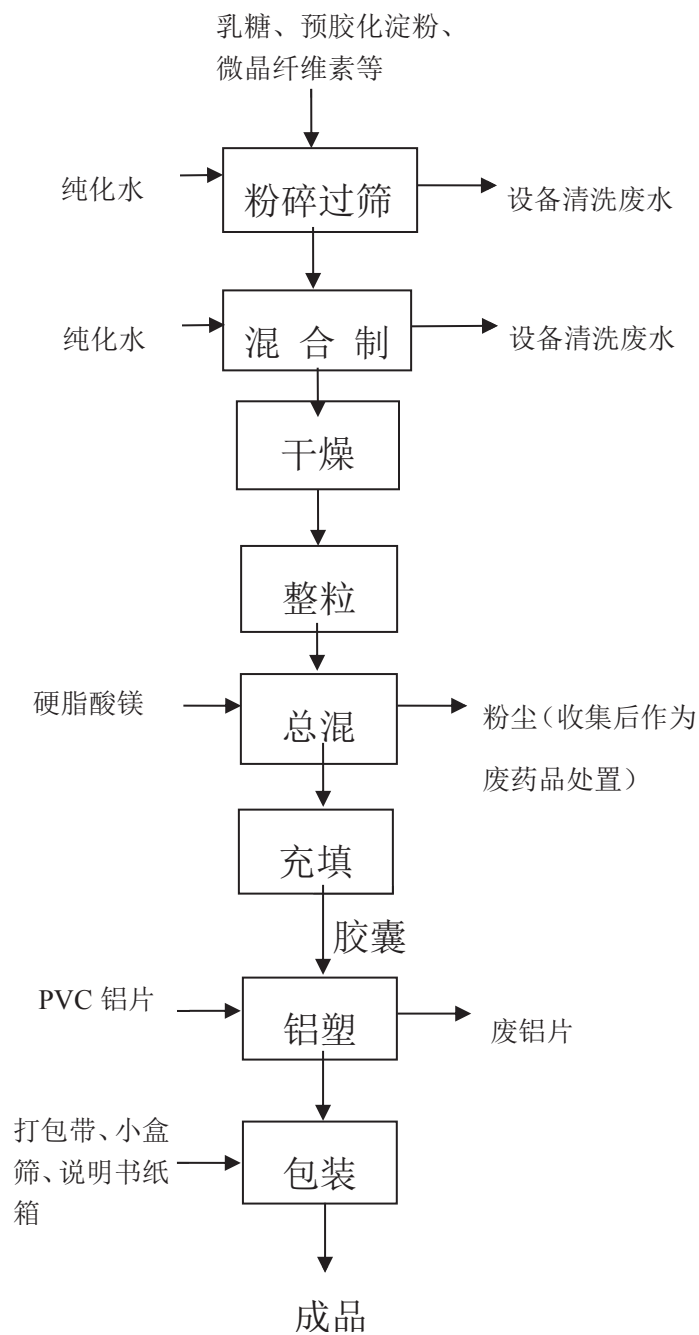 乳糖、预胶化淀粉、
微晶纤维素等
纯化水
粉碎过筛
设备清洗废水
纯化水
混 合 制
设备清洗废水
干燥
整粒
硬脂酸镁
总混
粉尘（收集后作为
废药品处置）
充填
胶囊
PVC 铝片
铝塑
废铝片
打包带、小盒
筛、说明书纸
箱
包装
成品